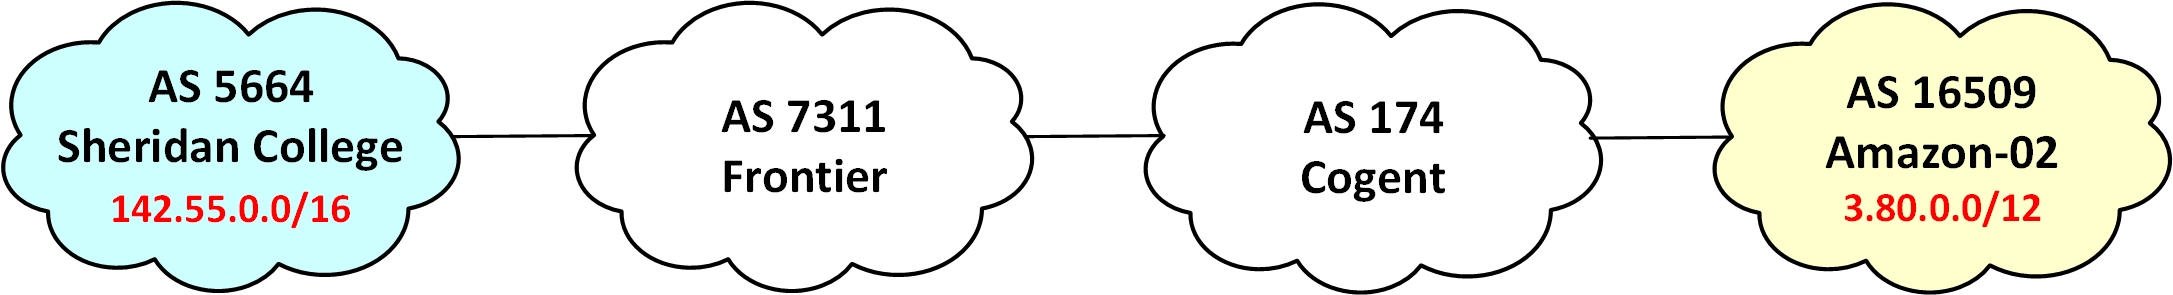 AS 5664
Sheridan College
142.55.0.0/16
AS 7311
Frontier
AS 174
Cogent
AS 16509
Amazon-02
3.80.0.0/12